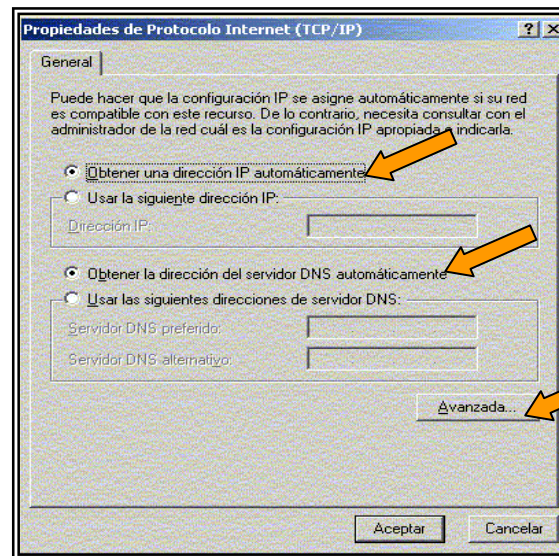 Propiedades de Protocolo Internet (TCP/IP)
General
Puede hacer que la configuración IP se asigne automáticamente si su red
es compatible con este recurso. De lo contrario, necesita consultar con el
administrador de la red cuál es la configuración IP apropiada e indicarla.
Obtener una dirección IP automáticamente
Usar la siguiente dirección IP:
Dirección IP:
Obtener la dirección del servidor DNS automáticamente
Usar las siguientes direcciones de servidor DNS:
Servidor DNS preferido:
Servidor DNS alternativo:
Avanzada...
Aceptar
Cancelar